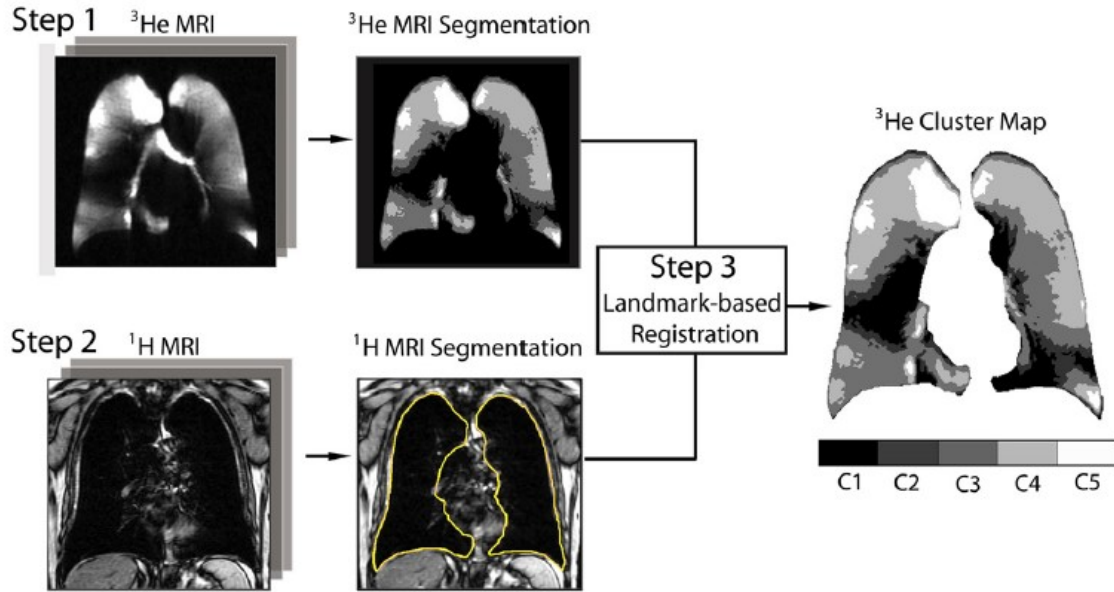 Step 1
³He MRI
³He MRI Segmentation
³He Cluster Map
Step 3
Landmark-based
Registration
Step 2
¹H MRI
¹H MRI Segmentation
C1 C2 C3 C4 C5